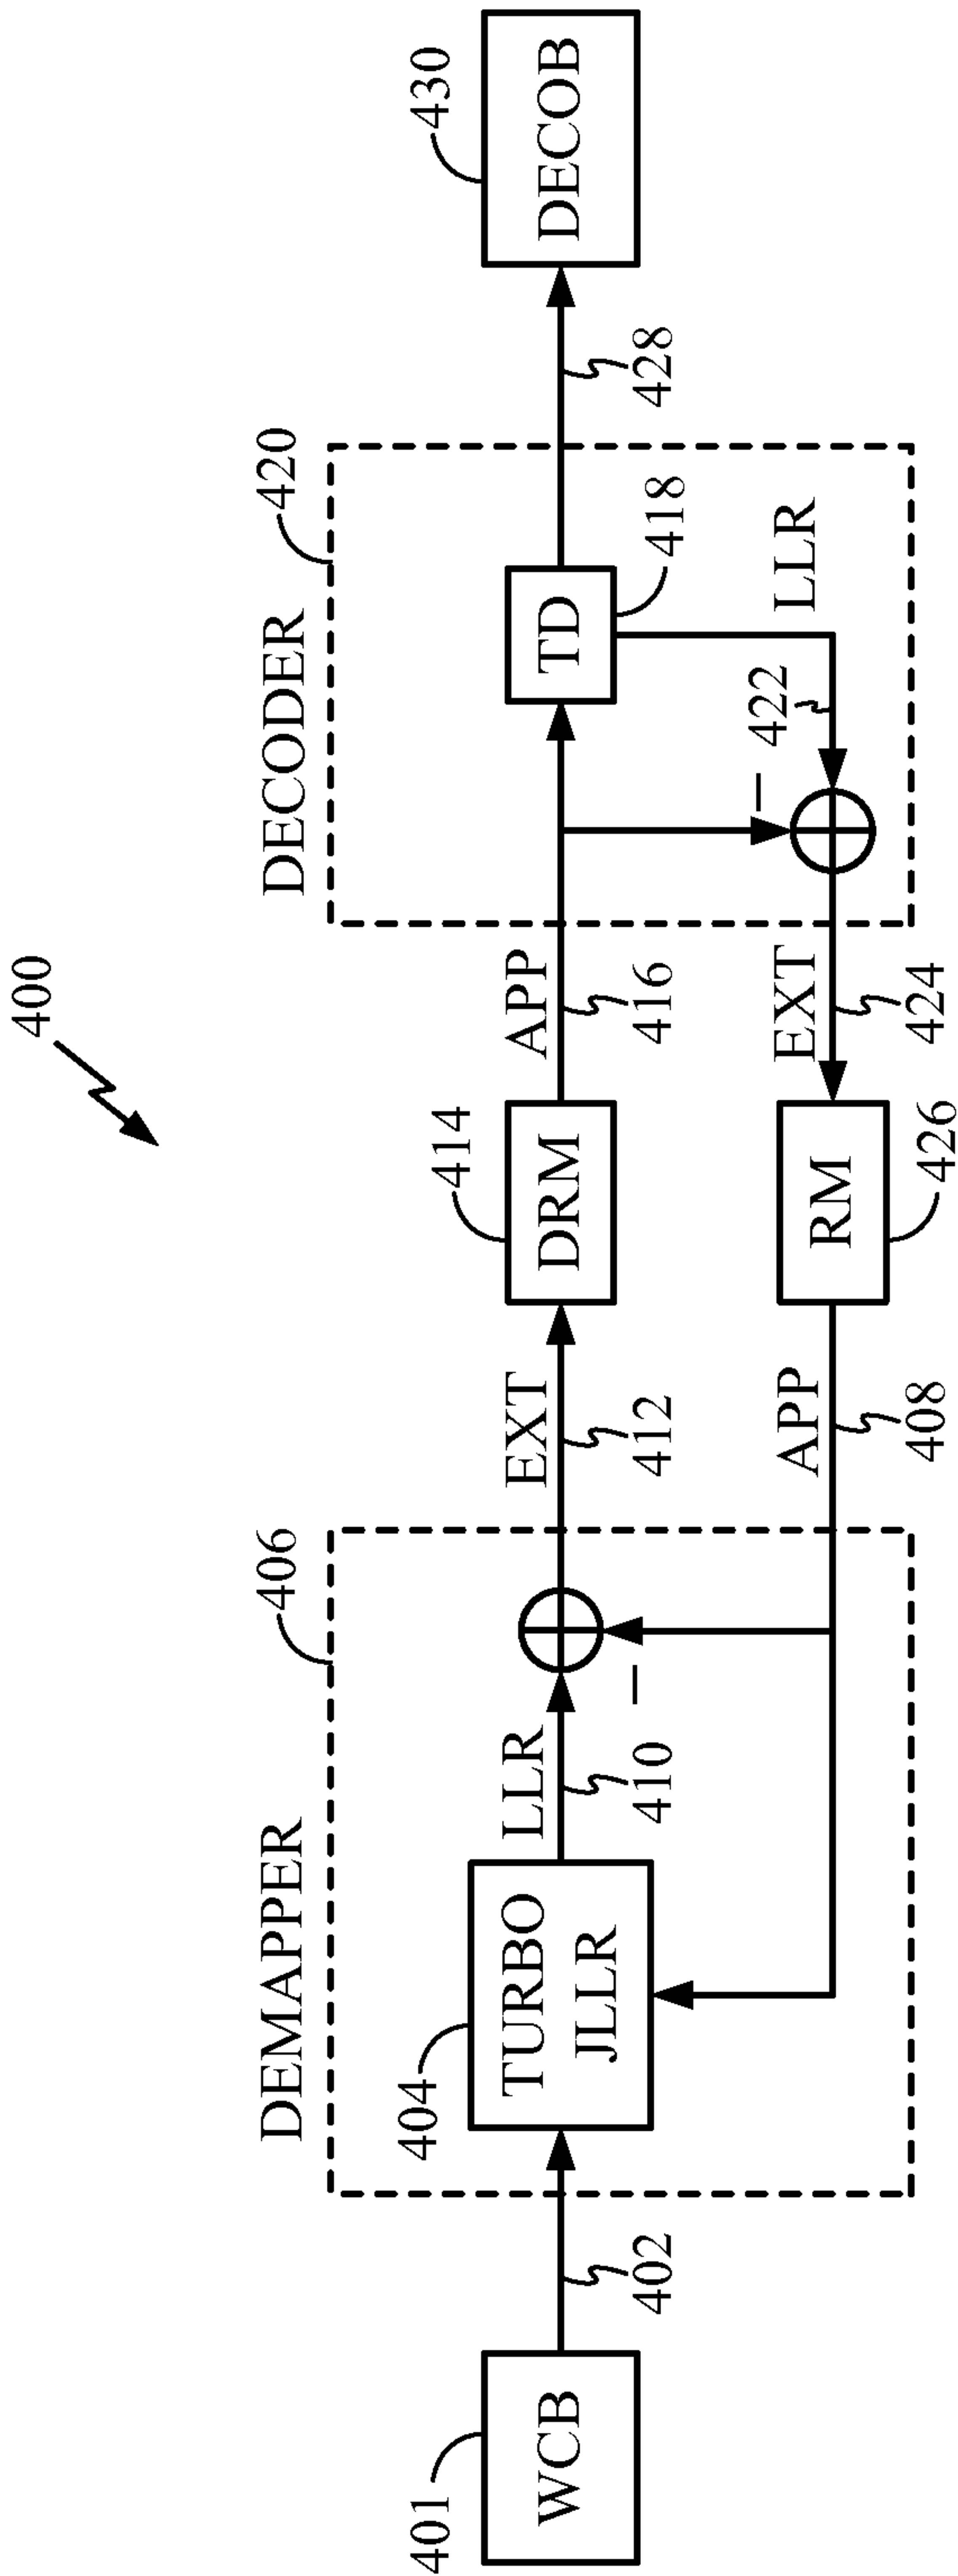 400
DEMAPPER
406
DECODER
420
401
WCB
402
404
TURBO
JLLR
LLR
410
–
EXT
412
414
DRM
APP
416
TD
418
428
430
DECOB
APP
408
RM
426
EXT
424
–
422
LLR